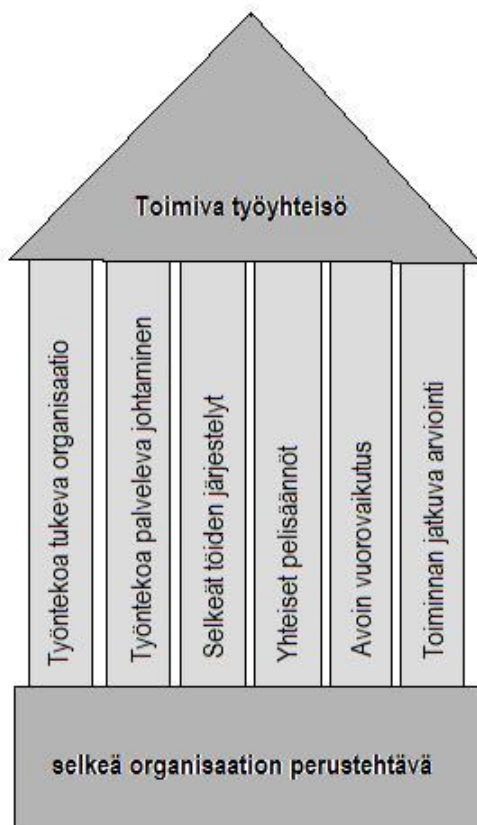 Toimiva työyhteisö
Työntekoa tukeva organisaatio
Työntekoa palveleva johtaminen
Selkeät töiden järjestelyt
Yhteiset pelisäännöt
Avoin vuorovaikutus
Toiminnan jatkuva arviointi
selkeä organisaation perustehtävä